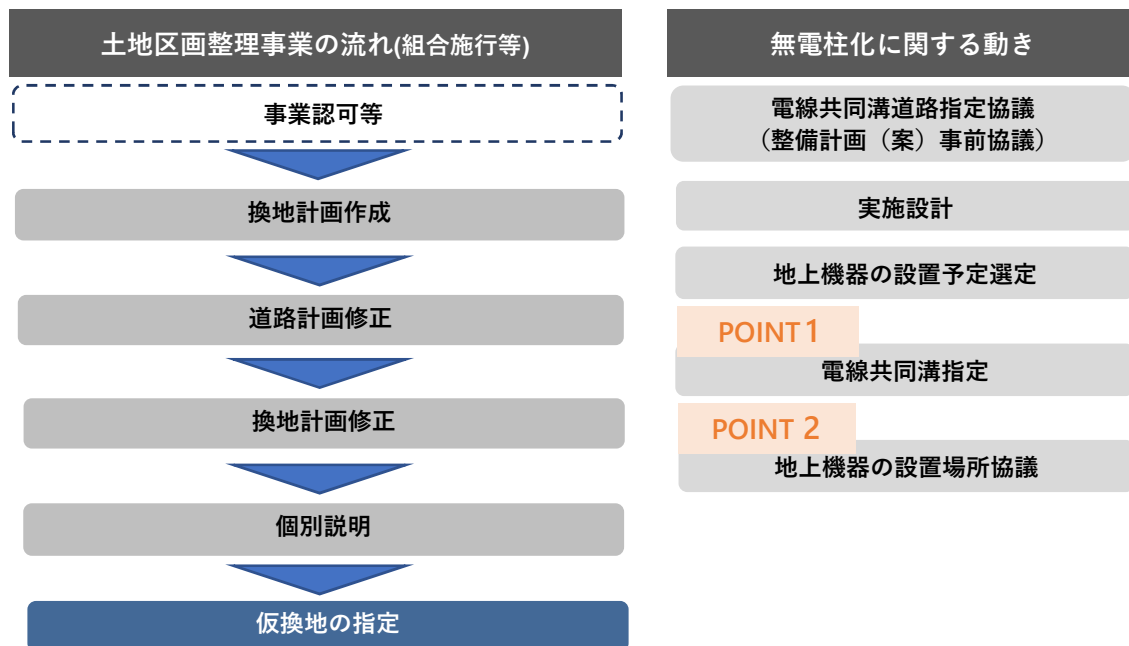 土地区画整理事業の流れ(組合施行等)
事業認可等
換地計画作成
道路計画修正
換地計画修正
個別説明
仮換地の指定
無電柱化に関する動き
電線共同溝道路指定協議
（整備計画（案）事前協議）
実施設計
地上機器の設置予定選定
POINT 1
電線共同溝指定
POINT 2
地上機器の設置場所協議